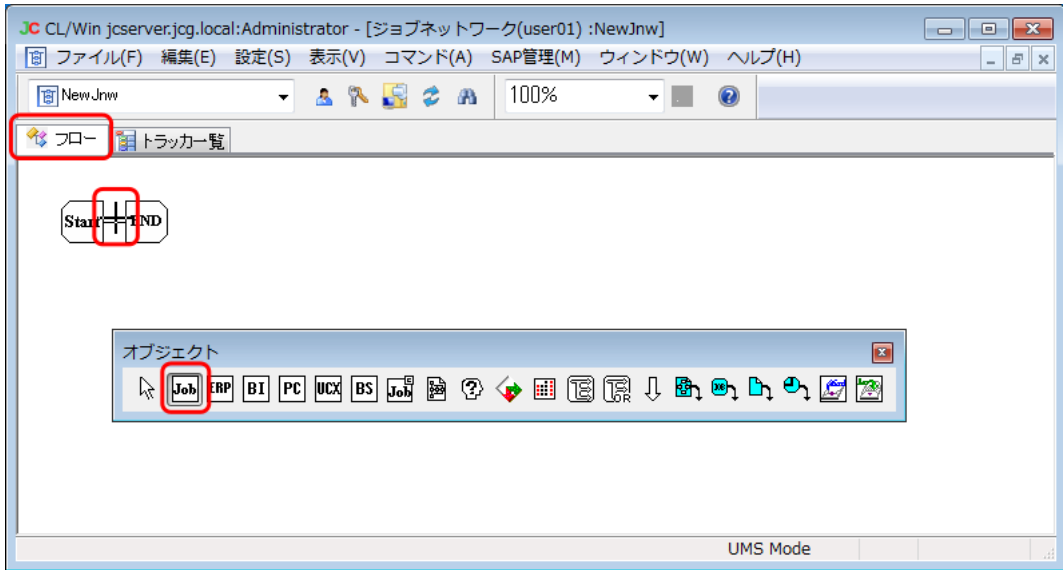 JC CL/Win jcserver.jcg.local:Administrator - [ジョブネットワーク(user01) :NewJnw]
ファイル(F) 編集(E) 設定(S) 表示(V) コマンド(A) SAP管理(M) ウィンドウ(W) ヘルプ(H)
NewJnw 100%
フロー トラッカ一覧
Start END
オブジェクト
Job ERP BI PC UCX BS Job OR
UMS Mode